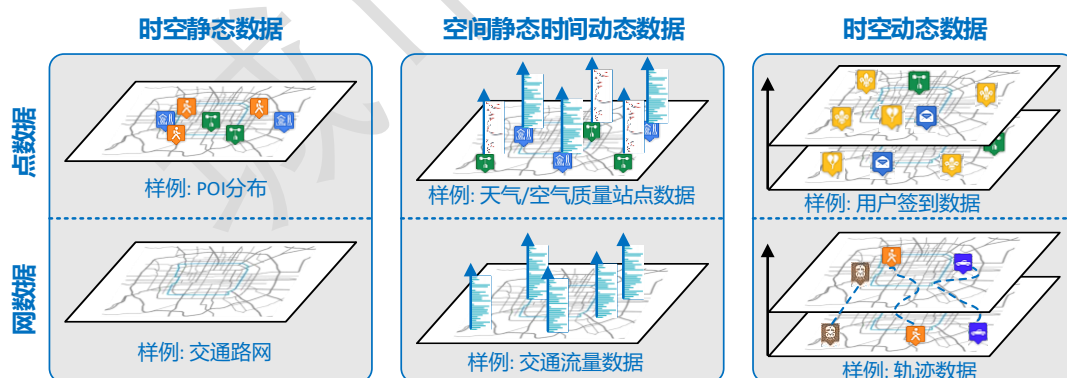 时空静态数据
空间静态时间动态数据
时空动态数据
点数据
样例: POI分布
样例: 天气/空气质量站点数据
样例: 用户签到数据
网数据
样例: 交通路网
样例: 交通流量数据
样例: 轨迹数据